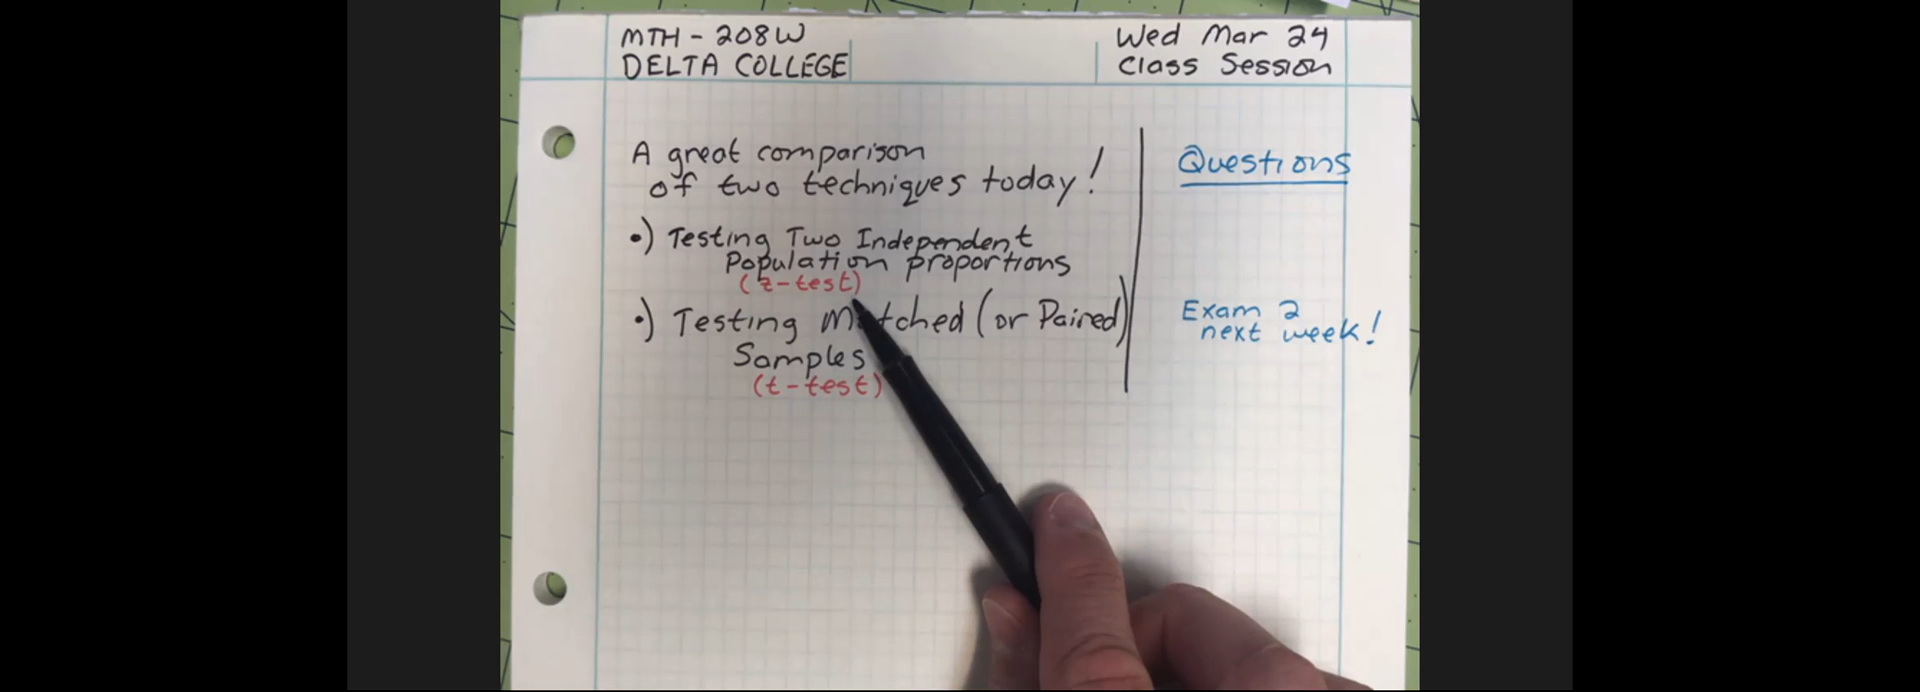 MTH - 208W
DELTA COLLEGE
Wed Mar 24
Class Session
A great comparison
of two techniques today!
•) Testing Two Independent
Population proportions
(z-test)
•) Testing Matched (or Paired)
Samples
(t-test)
Questions
Exam 2
next week!